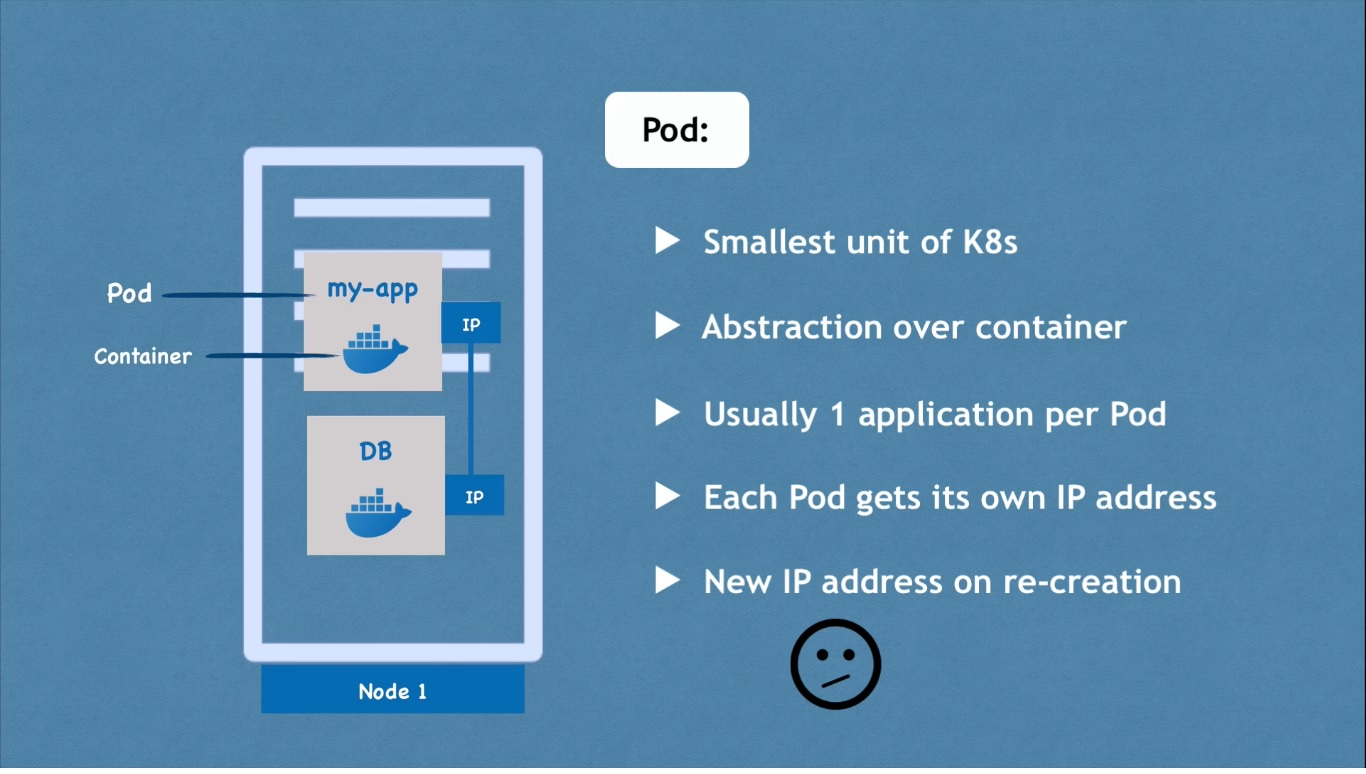 Pod:
Smallest unit of K8s
Abstraction over container
Usually 1 application per Pod
Each Pod gets its own IP address
New IP address on re-creation
Pod
Container
my-app
IP
DB
IP
Node 1